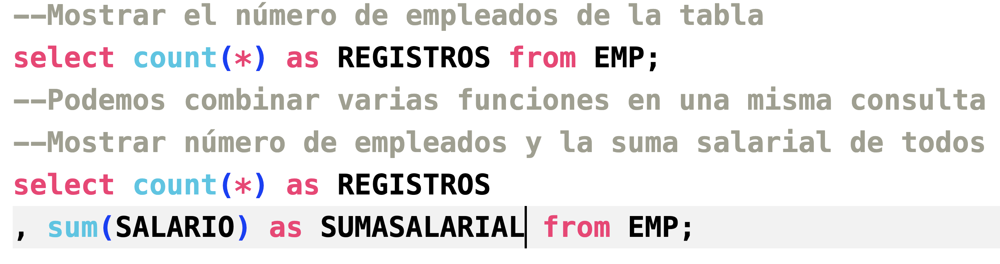 --Mostrar el número de empleados de la tabla
select count(*) as REGISTROS from EMP;
--Podemos combinar varias funciones en una misma consulta
--Mostrar número de empleados y la suma salarial de todos
select count(*) as REGISTROS
, sum(SALARIO) as SUMASALARIAL from EMP;